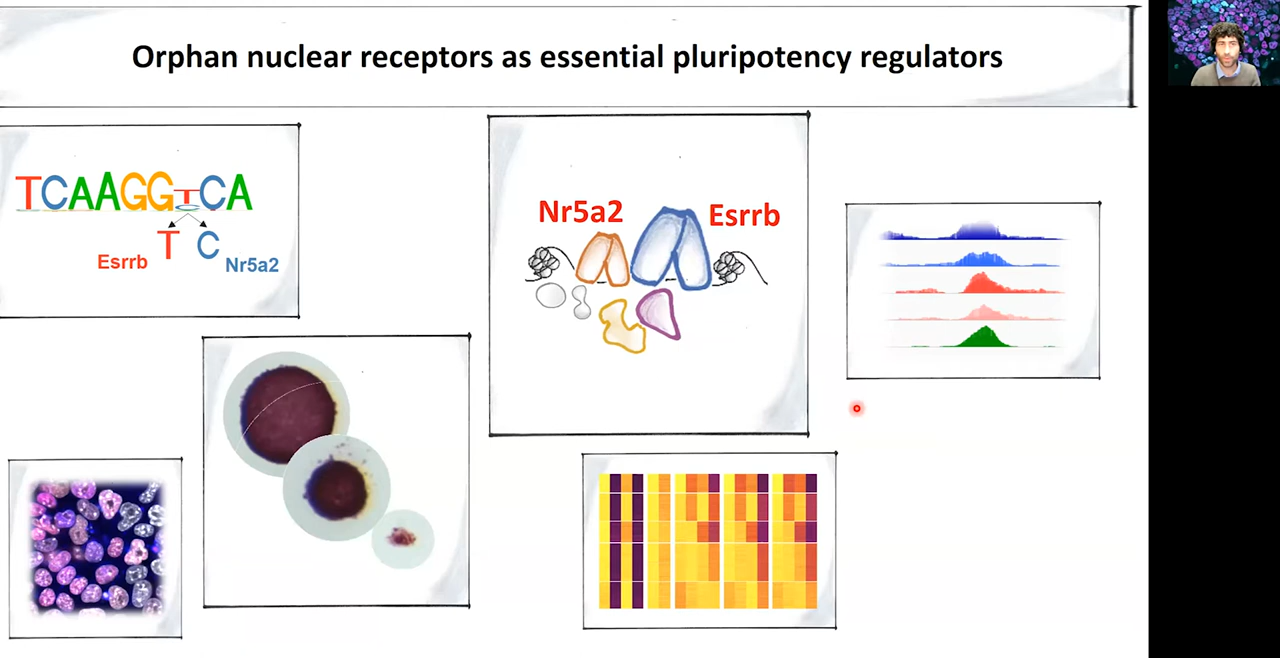 Orphan nuclear receptors as essential pluripotency regulators
TCAAGGTCA
Esrrb T C Nr5a2
Nr5a2 Esrrb